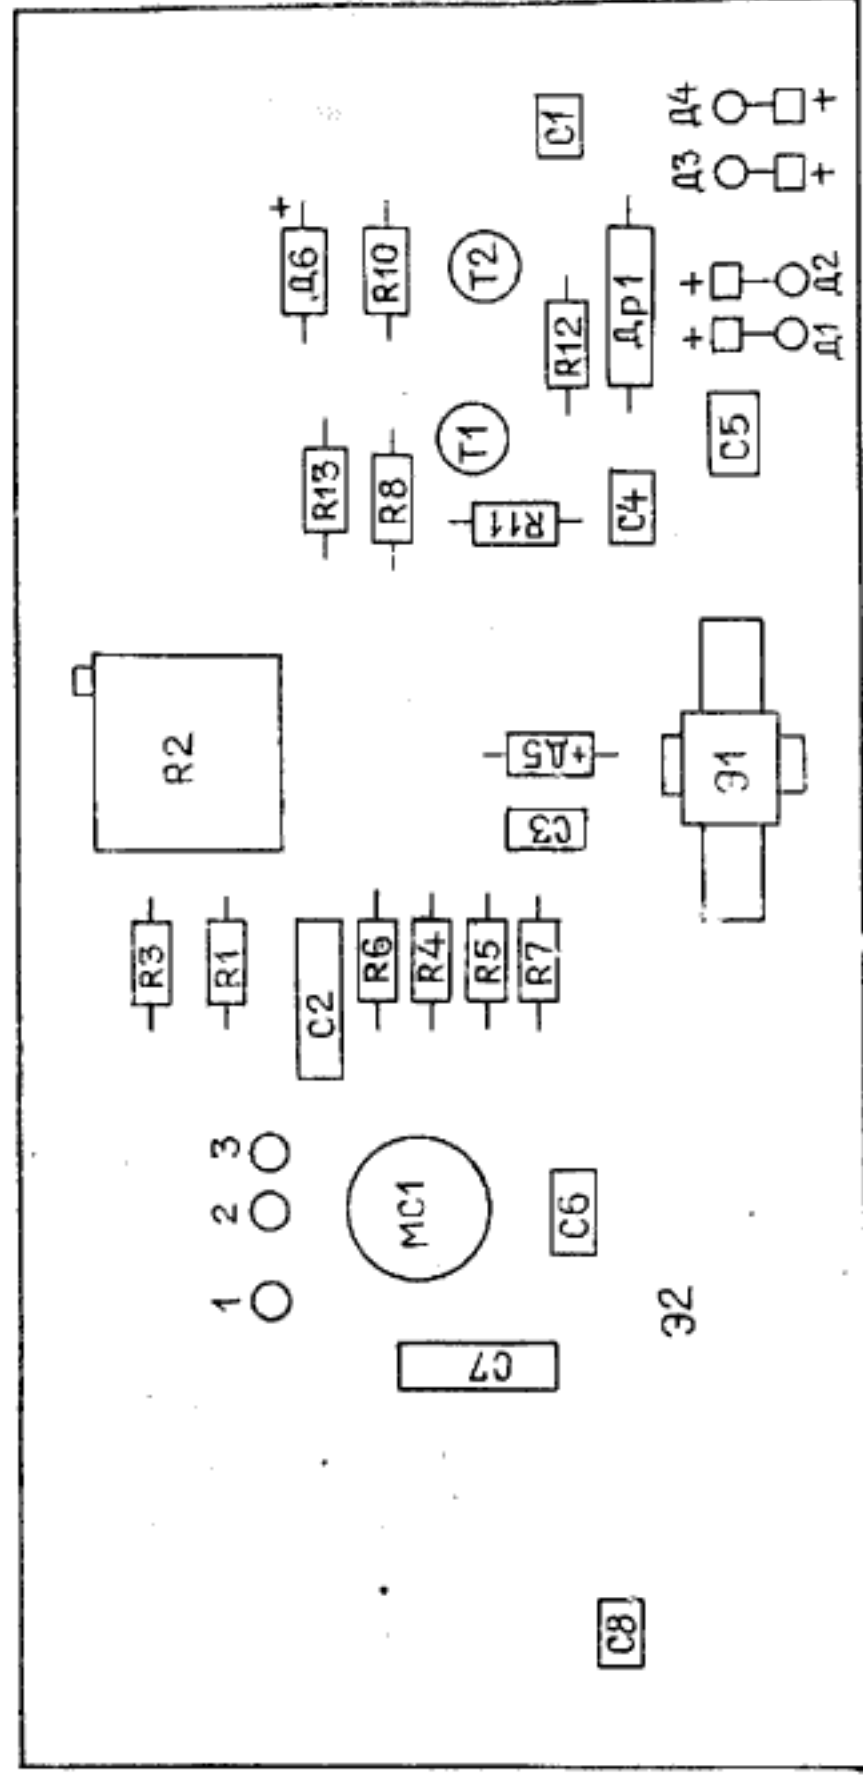 Д4
+
С1
Д3
+
+
Д6
R10
Т2
Др1
+
Д2
R12
+
Д1
Т1
С5
R13
R8
R11
С4
R2
+Д5
Э1
С3
R3
R1
С2
R6
R4
R5
R7
3
2
1
МС1
С6
Э2
С7
С8